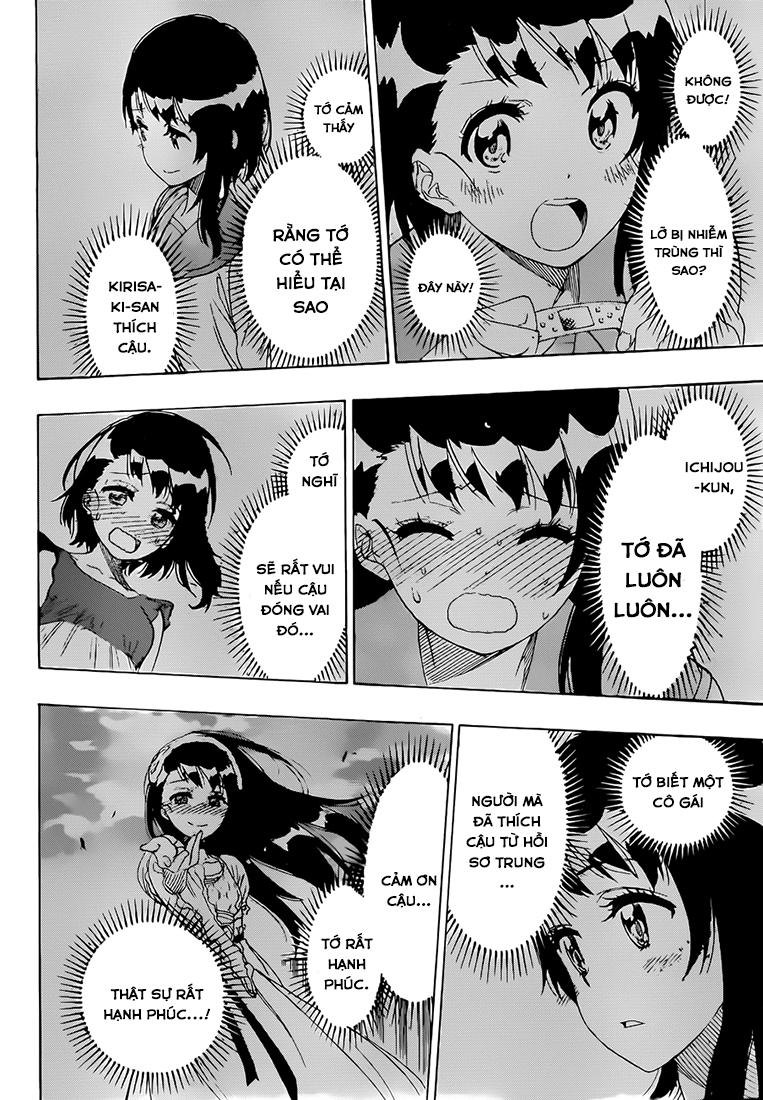 KHÔNG
ĐƯỢC!
LỠ BỊ NHIỄM
TRÙNG THÌ
SAO?
ĐÂY NÀY!
TỚ CẢM
THẤY
RẰNG TỚ
CÓ THỂ
HIỂU TẠI
SAO
KIRISA-
KI-SAN
THÍCH
CẬU.
ICHIJOU
-KUN,
TỚ ĐÃ
LUÔN
LUÔN...
TỚ
NGHĨ
SẼ RẤT VUI
NẾU CẬU
ĐÓNG VAI
ĐÓ...
TỚ BIẾT MỘT
CÔ GÁI
NGƯỜI MÀ
ĐÃ THÍCH
CẬU TỪ HỒI
SƠ TRUNG
...
CẢM ƠN
CẬU...
TỚ RẤT
HẠNH
PHÚC.
THẬT SỰ RẤT
HẠNH PHÚC...!